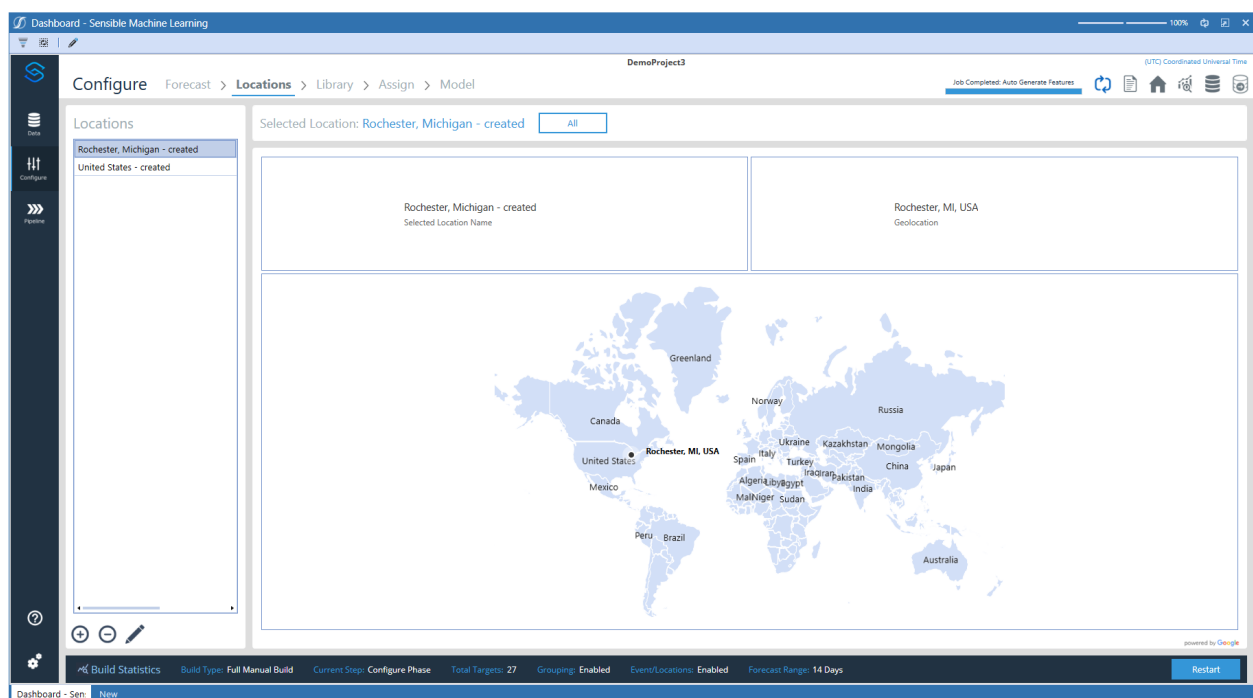 Dashboard - Sensible Machine Learning
100%
DemoProject3
(UTC) Coordinated Universal Time
Configure Forecast > Locations > Library > Assign > Model
Job Completed: Auto Generate Features
Data
Configure
Pipeline
Locations
Rochester, Michigan - created
United States - created
Selected Location: Rochester, Michigan - created
All
Rochester, Michigan - created
Selected Location Name
Rochester, MI, USA
Geolocation
Greenland
Norway
Russia
Canada
Ukraine
Kazakhstan
Mongolia
Rochester, MI, USA
United States
Spain
Italy
Turkey
China
Japan
Iraq
Iran
Pakistan
Mexico
Algeria
Libya
Egypt
India
Mali
Niger
Sudan
Peru
Brazil
Australia
powered by Google
Build Statistics Build Type: Full Manual Build Current Step: Configure Phase Total Targets: 27 Grouping: Enabled Event/Locations: Enabled Forecast Range: 14 Days
Restart
Dashboard - Sen: New